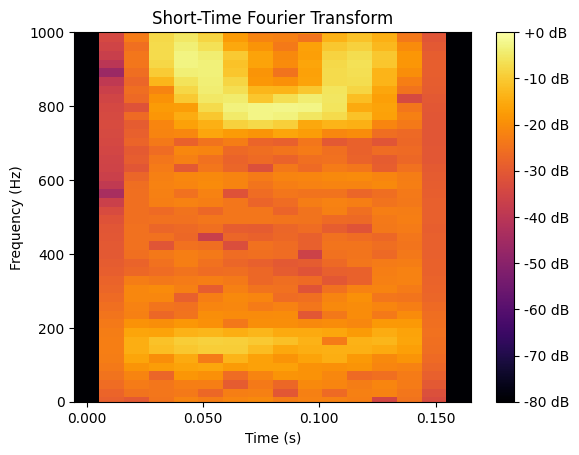 Short-Time Fourier Transform
1000
800
600
400
200
0
Frequency (Hz)
0.000
0.050
0.100
0.150
Time (s)
+0 dB
-10 dB
-20 dB
-30 dB
-40 dB
-50 dB
-60 dB
-70 dB
-80 dB